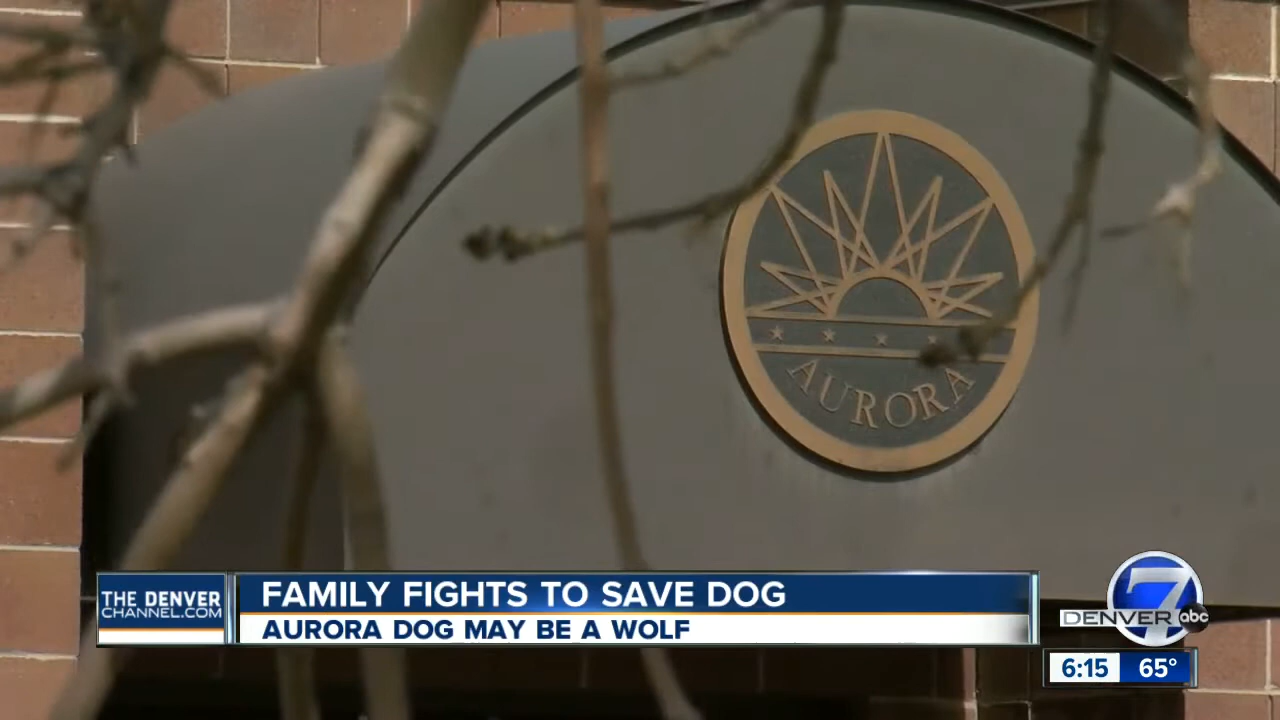 AURORA
THE DENVER
CHANNEL.COM
FAMILY FIGHTS TO SAVE DOG
AURORA DOG MAY BE A WOLF
DENVER 7 abc
6:15 65°